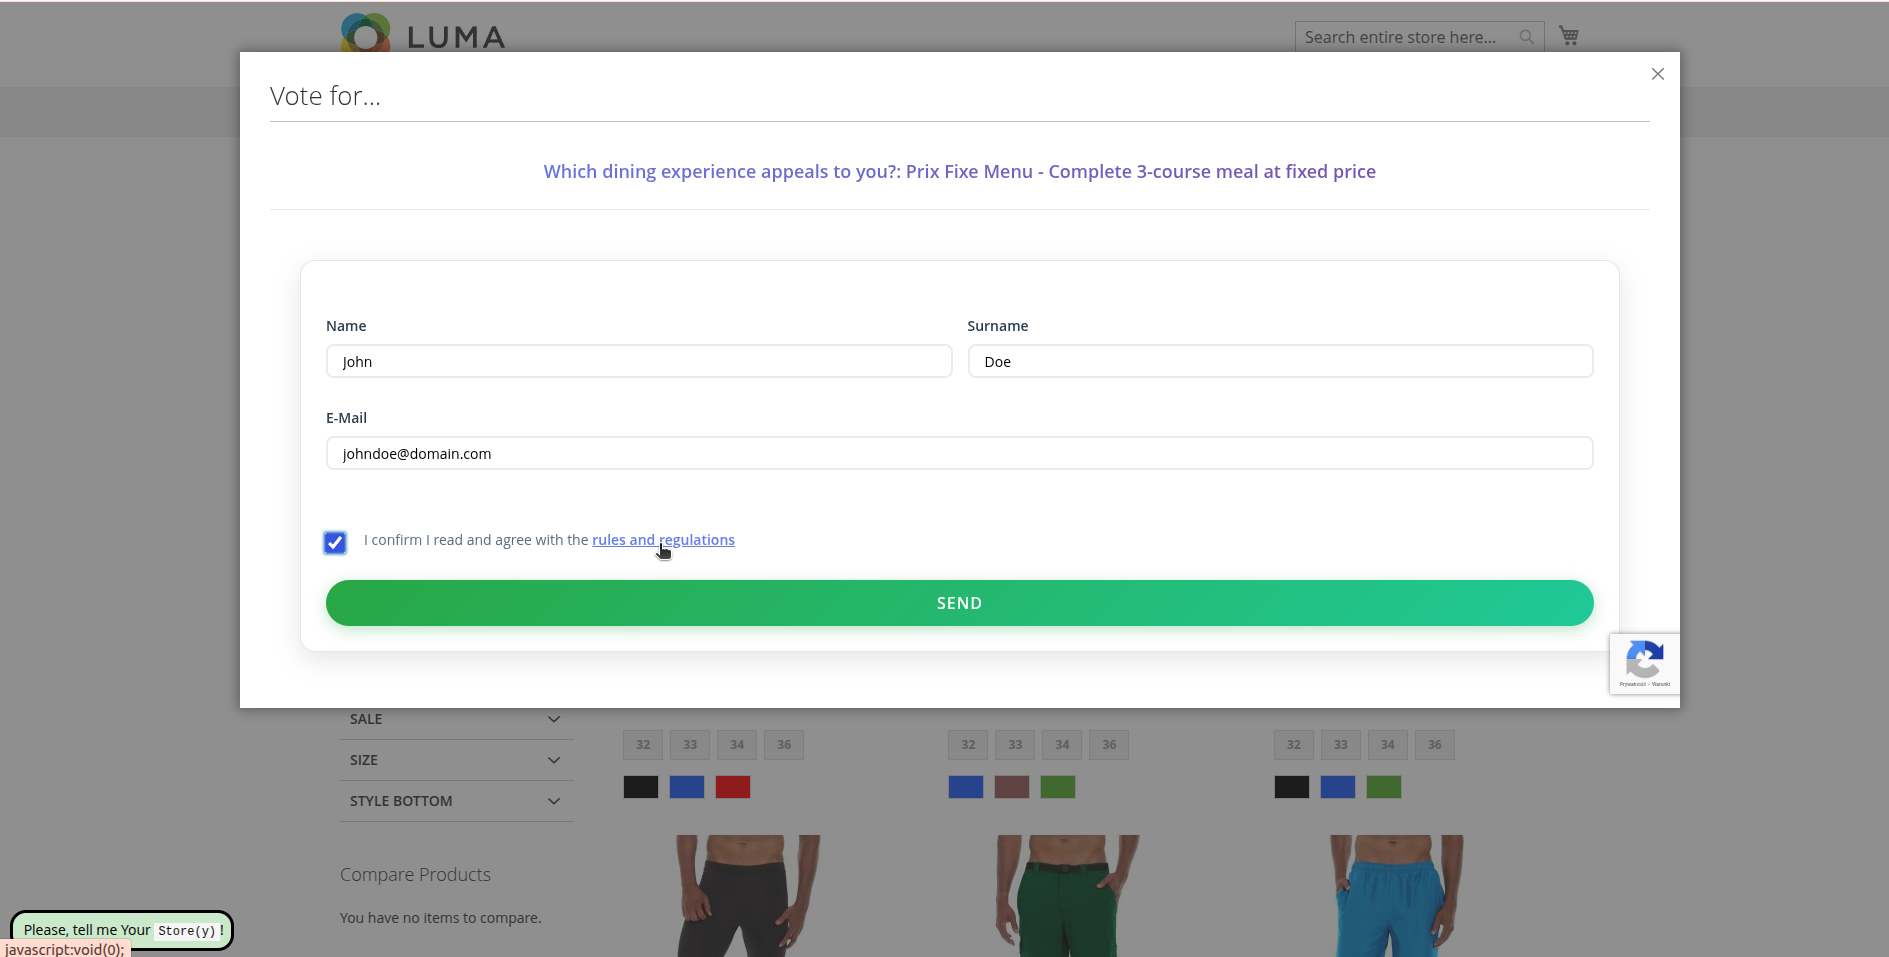 LUMA
Search entire store here...
Vote for...
Which dining experience appeals to you?: Prix Fixe Menu - Complete 3-course meal at fixed price
Name
Surname
John
Doe
E-Mail
johndoe@domain.com
I confirm I read and agree with the rules and regulations
SEND
Prywatność - Warunki
SALE
32 33 34 36
32 33 34 36
32 33 34 36
SIZE
STYLE BOTTOM
Compare Products
You have no items to compare.
Please, tell me Your Store(y)!
javascript:void(0);